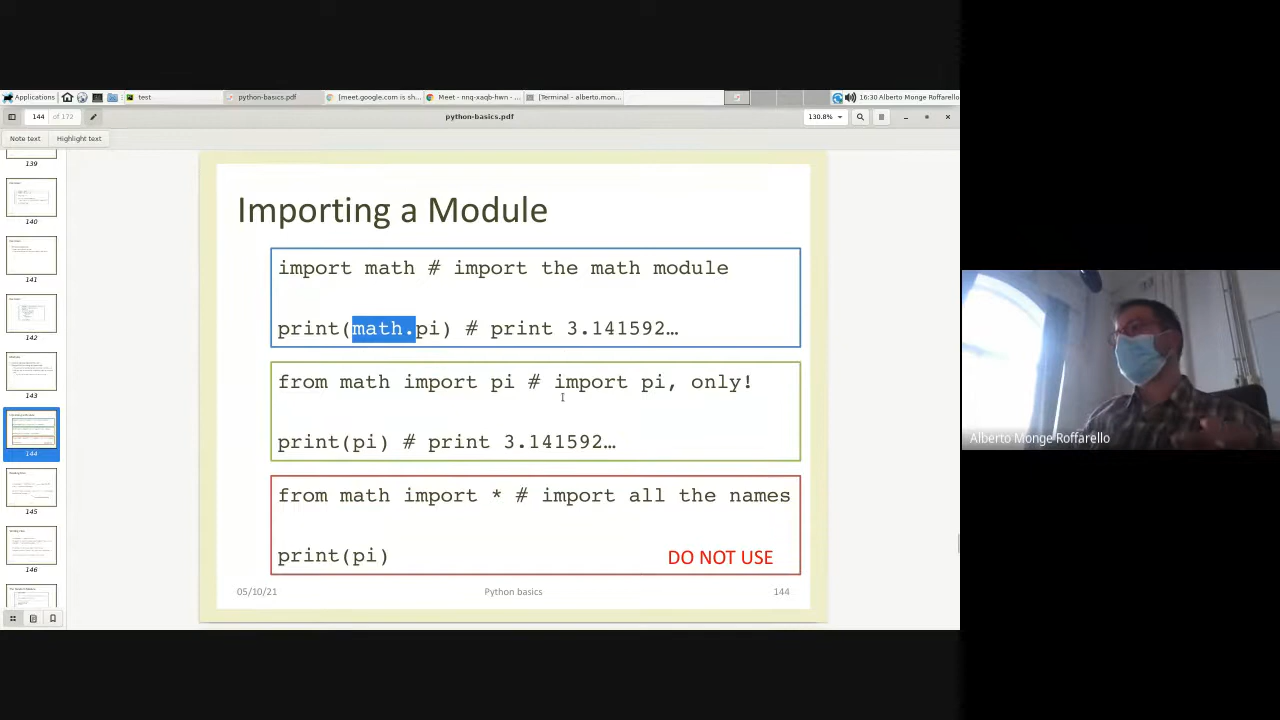 Applications
test
python-basics.pdf
[meet.google.com is sh...
Meet - nnq-xaqb-hwn - ...
[Terminal - alberto.mon...
16:30 Alberto Monge Roffarello
144 of 172
python-basics.pdf
130.8%
Note text
Highlight text
139
140
141
142
143
144
145
146
Importing a Module
import math # import the math module
print(math.pi) # print 3.141592…
from math import pi # import pi, only!
print(pi) # print 3.141592…
from math import * # import all the names
print(pi)
DO NOT USE
05/10/21
Python basics
144
Alberto Monge Roffarello